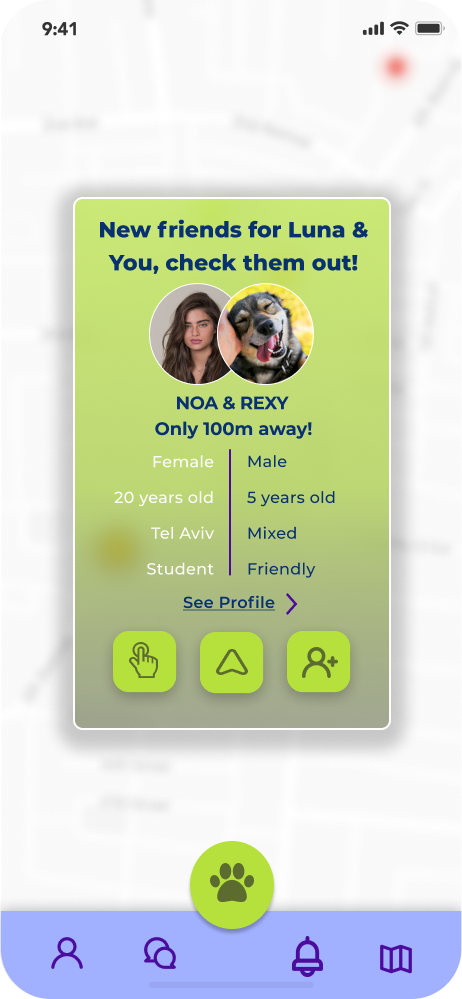 9:41
New friends for Luna &
You, check them out!
NOA & REXY
Only 100m away!
Female
Male
20 years old
5 years old
Tel Aviv
Mixed
Student
Friendly
See Profile